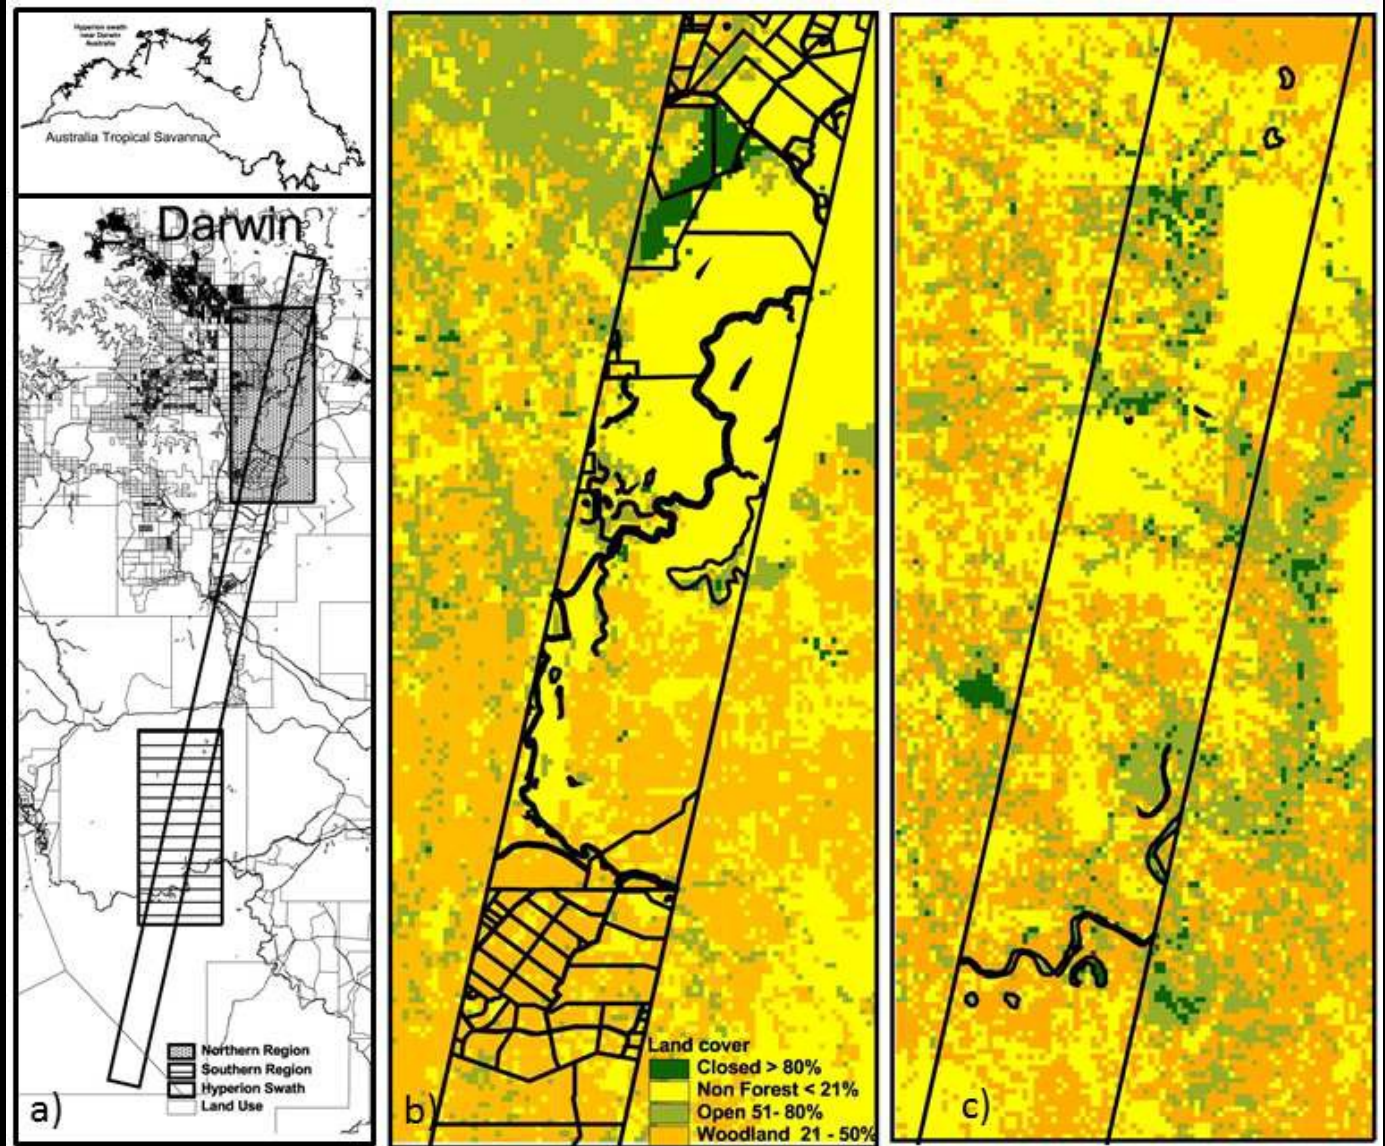 Hyperion swath
near Darwin
Australia
Australia Tropical Savanna
Darwin
Northern Region
Southern Region
Hyperion Swath
Land Use
a)
Land cover
Closed > 80%
Non Forest < 21%
Open 51- 80%
Woodland 21 - 50%
b)
c)